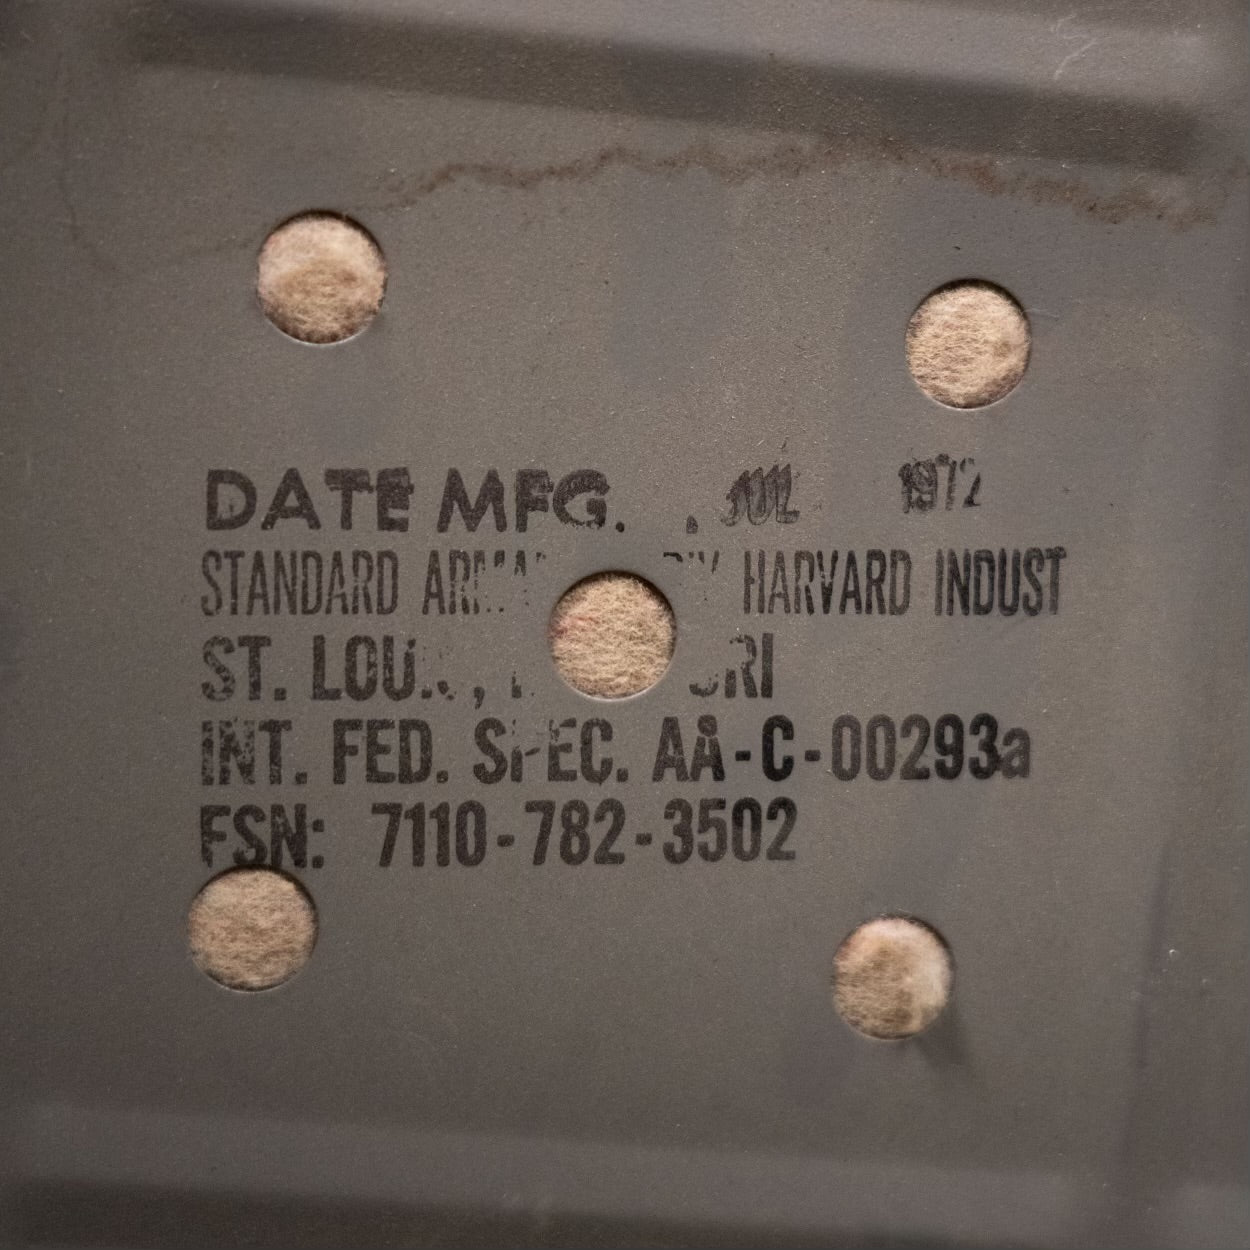 DATE MFG. JUL 1972
STANDARD HARVARD INDUST
ST.
INT. FED. SPEC. AA-C-00293a
FSN: 7110-782-3502